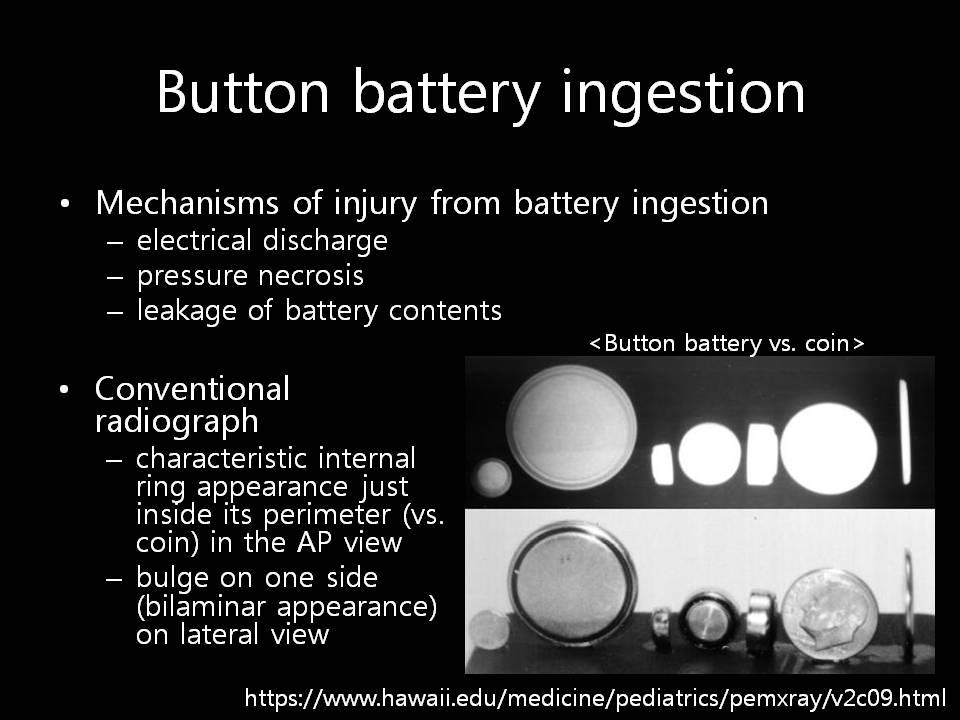 Button battery ingestion
• Mechanisms of injury from battery ingestion
– electrical discharge
– pressure necrosis
– leakage of battery contents
<Button battery vs. coin>
• Conventional
radiograph
– characteristic internal
ring appearance just
inside its perimeter (vs.
coin) in the AP view
– bulge on one side
(bilaminar appearance)
on lateral view
https://www.hawaii.edu/medicine/pediatrics/pemxray/v2c09.html